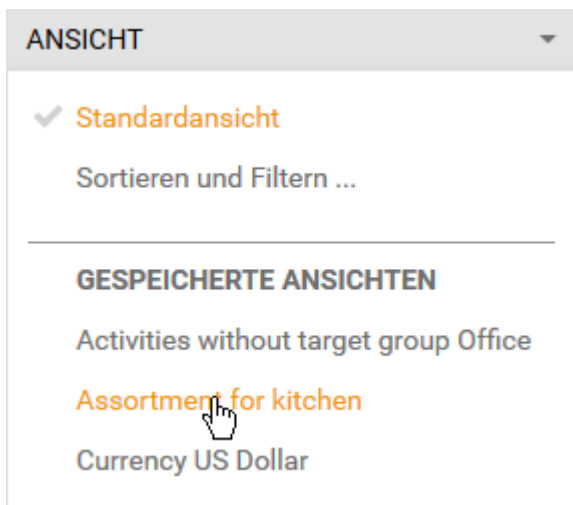 ANSICHT
Standardansicht
Sortieren und Filtern ...
GESPEICHERTE ANSICHTEN
Activities without target group Office
Assortment for kitchen
Currency US Dollar